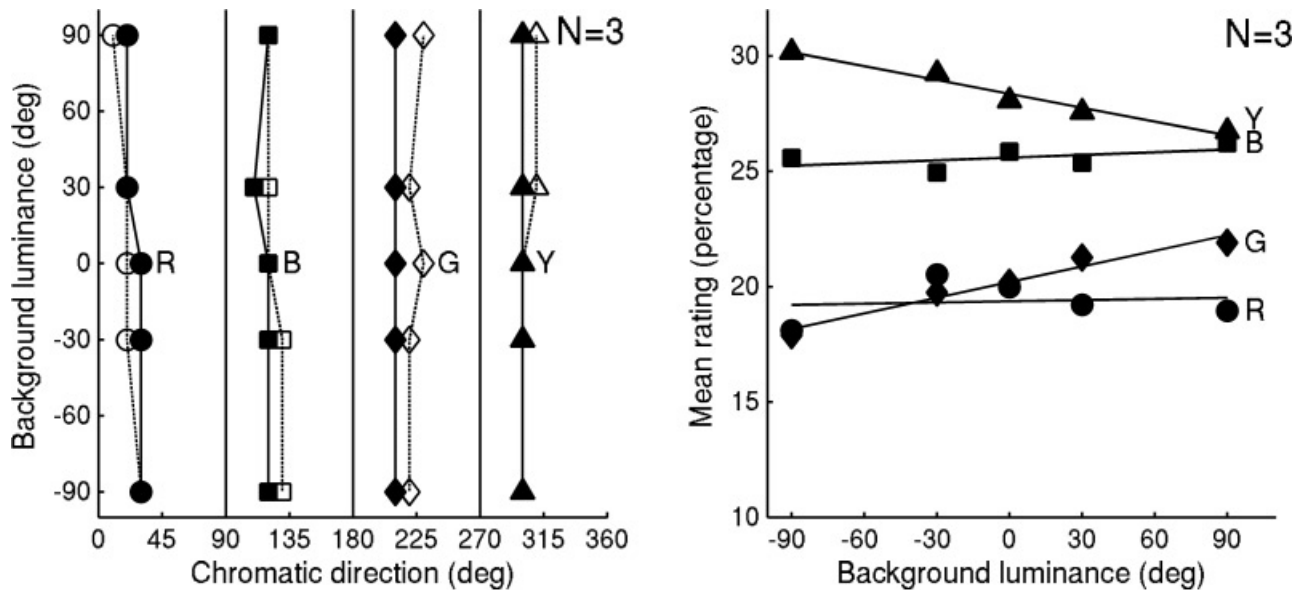 N=3
90
60
30
0
-30
-60
-90
Background luminance (deg)
R
B
G
Y
0 45 90 135 180 225 270 315 360
Chromatic direction (deg)
N=3
30
25
20
15
10
Mean rating (percentage)
Y
B
G
R
-90 -30 0 30 90
Background luminance (deg)